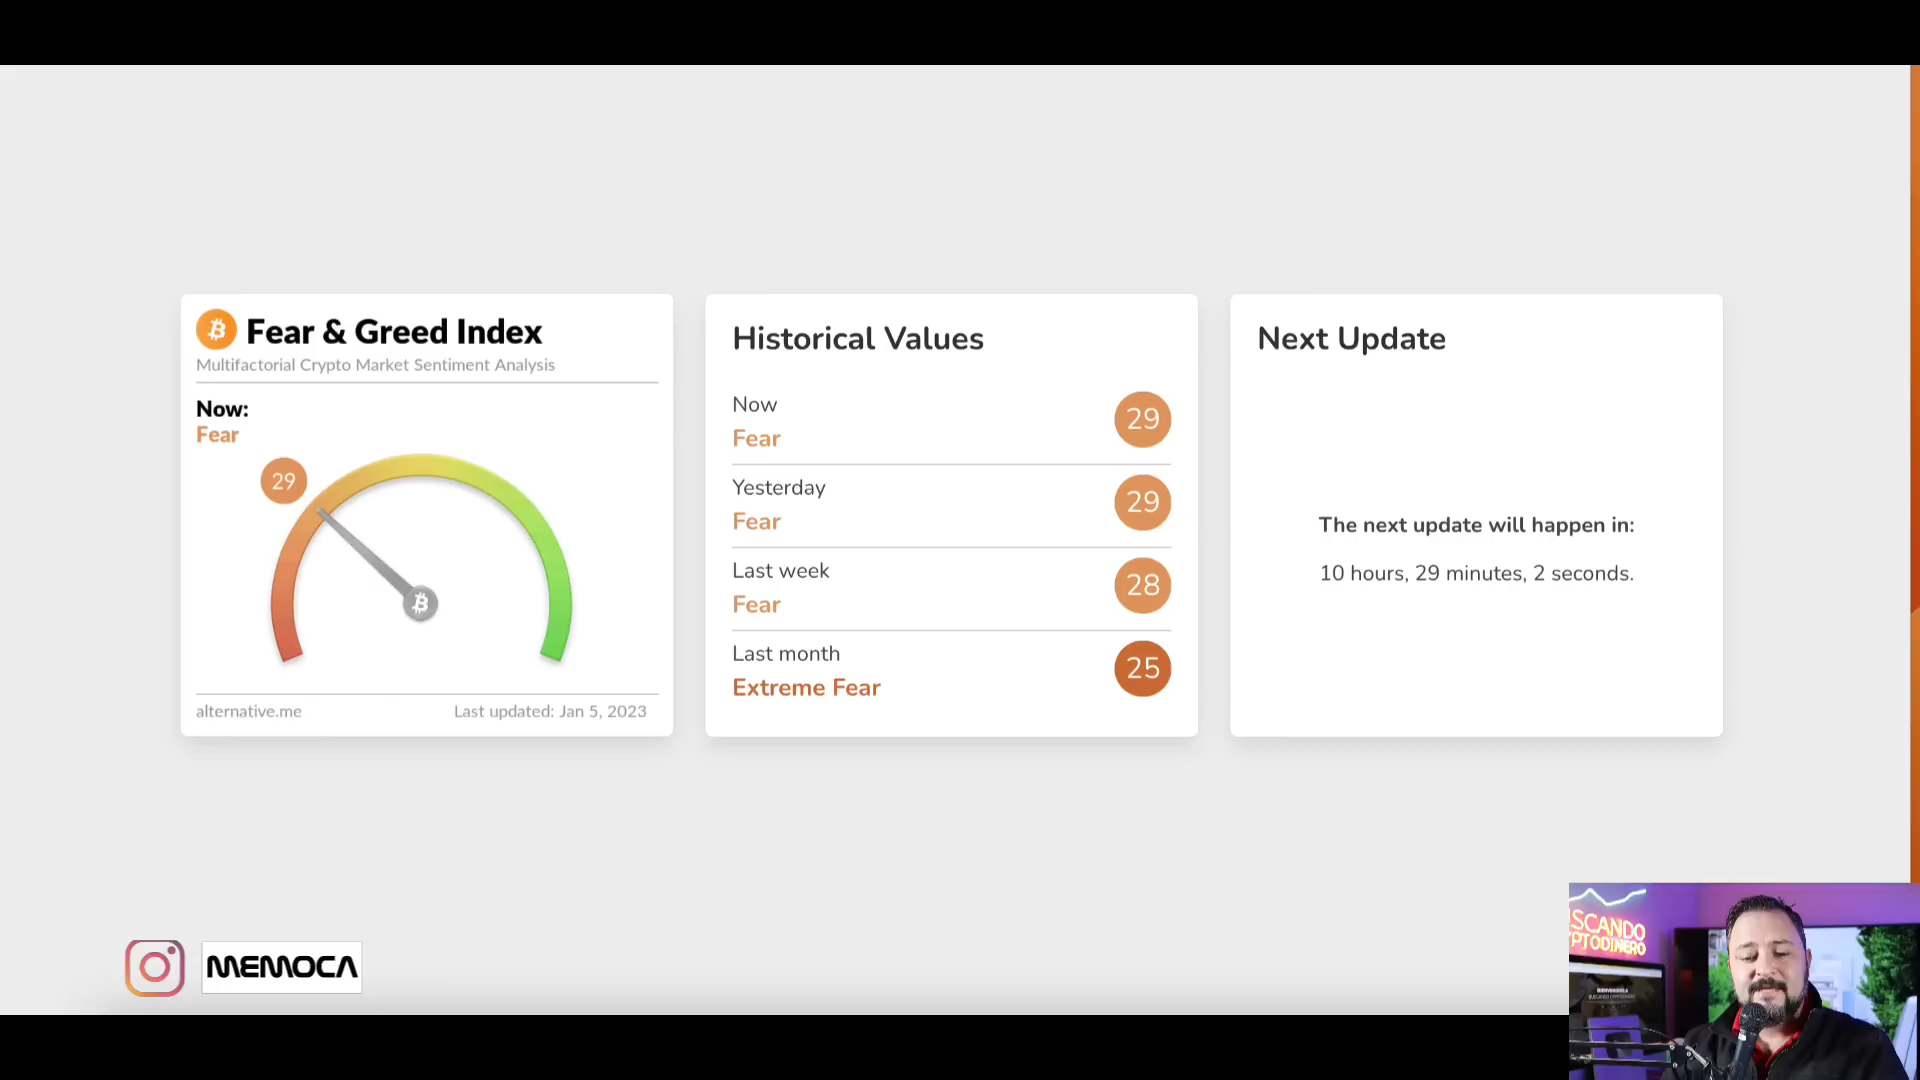 Fear & Greed Index
Multifactorial Crypto Market Sentiment Analysis
Now:
Fear
29
alternative.me
Last updated: Jan 5, 2023
Historical Values
Now
Fear
29
Yesterday
Fear
29
Last week
Fear
28
Last month
Extreme Fear
25
Next Update
The next update will happen in:
10 hours, 29 minutes, 2 seconds.
MEMOCA
SCANDO
PTODINERO